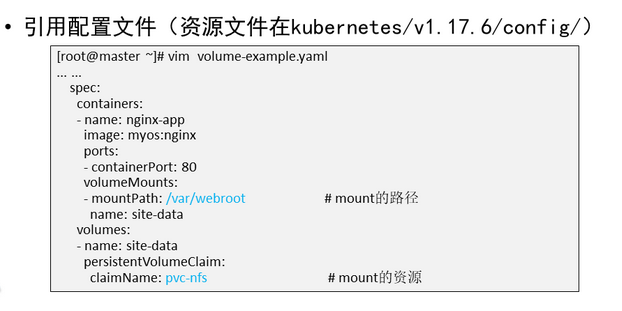 • 引用配置文件（资源文件在kubernetes/v1.17.6/config/）
[root@master ~]# vim  volume-example.yaml
... ...
    spec:
      containers:
      - name: nginx-app
        image: myos:nginx
        ports:
        - containerPort: 80
        volumeMounts:
        - mountPath: /var/webroot                    # mount的路径
          name: site-data
      volumes:
      - name: site-data
        persistentVolumeClaim:
          claimName: pvc-nfs                              # mount的资源